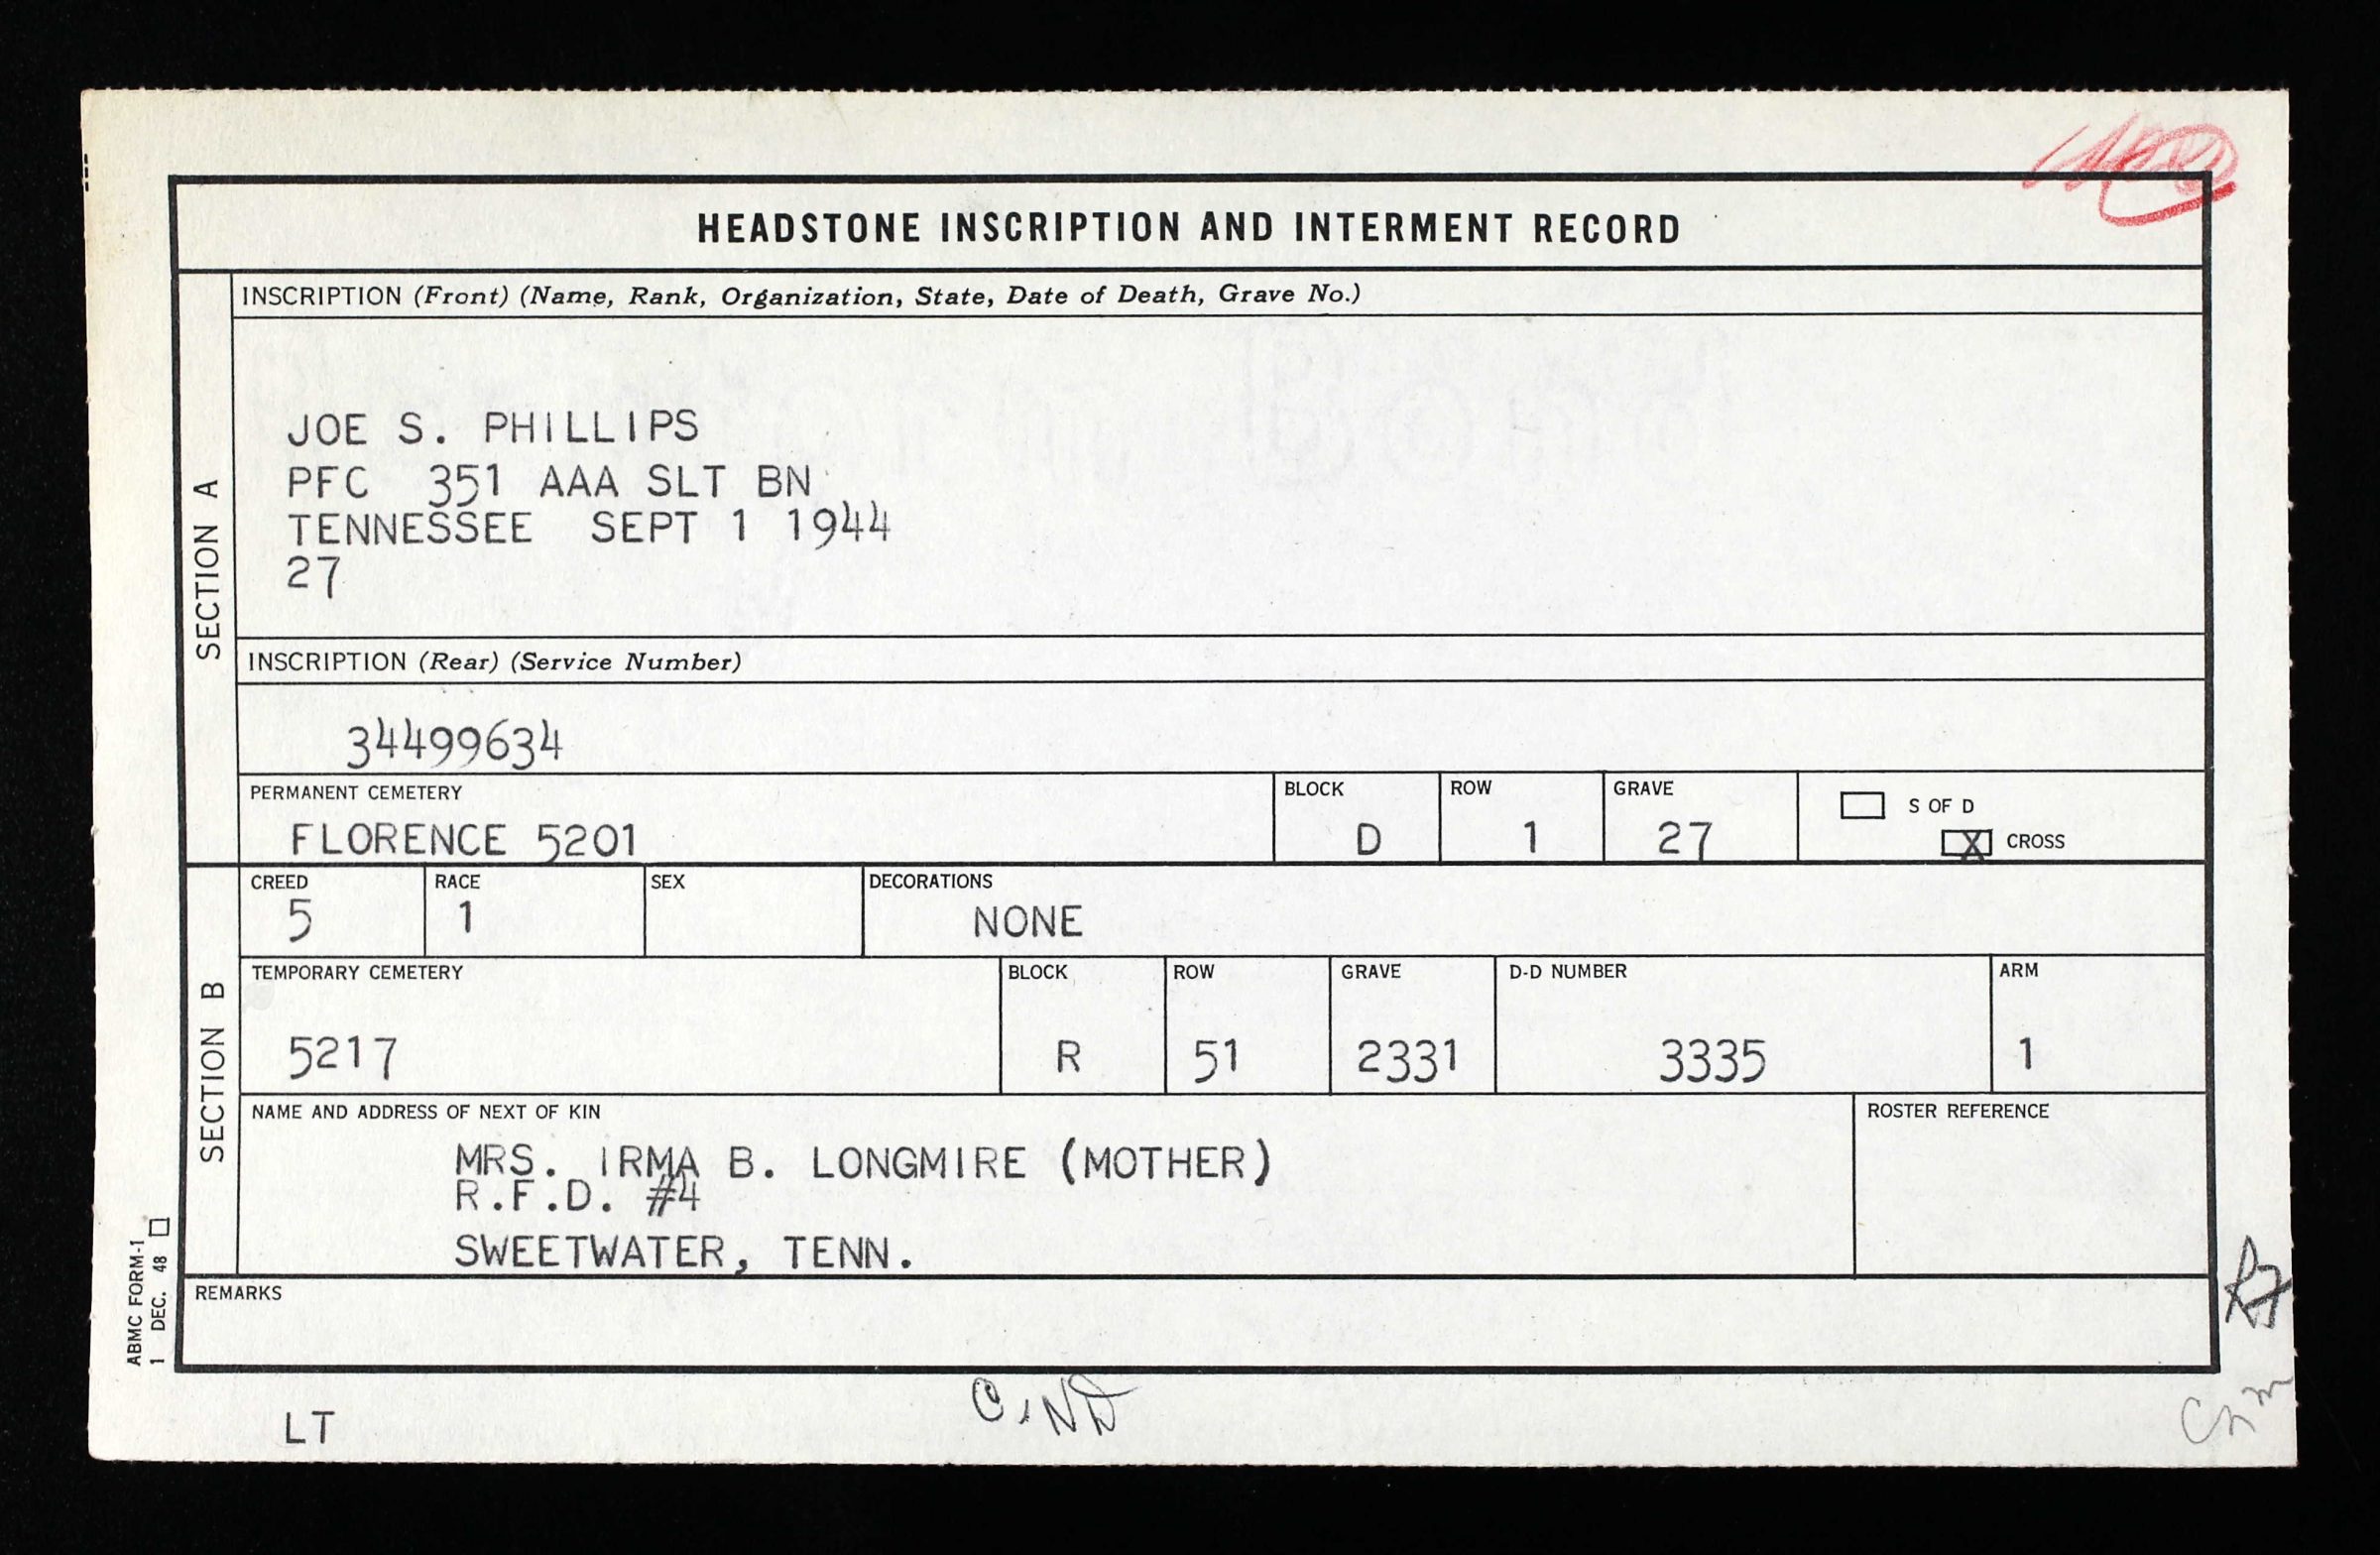 HEADSTONE INSCRIPTION AND INTERMENT RECORD
SECTION A
INSCRIPTION (Front) (Name, Rank, Organization, State, Date of Death, Grave No.)
JOE S. PHILLIPS
PFC 351 AAA SLT BN
TENNESSEE SEPT 1 1944
27
INSCRIPTION (Rear) (Service Number)
34499634
PERMANENT CEMETERY BLOCK ROW GRAVE
FLORENCE 5201 D 1 27
S OF D
X CROSS
SECTION B
CREED RACE SEX DECORATIONS
5 1 NONE
TEMPORARY CEMETERY BLOCK ROW GRAVE D-D NUMBER ARM
5217 R 51 2331 3335 1
NAME AND ADDRESS OF NEXT OF KIN ROSTER REFERENCE
MRS. IRMA B. LONGMIRE (MOTHER)
R.F.D. #4
SWEETWATER, TENN.
REMARKS
ABMC FORM-1
1 DEC. 48
LT